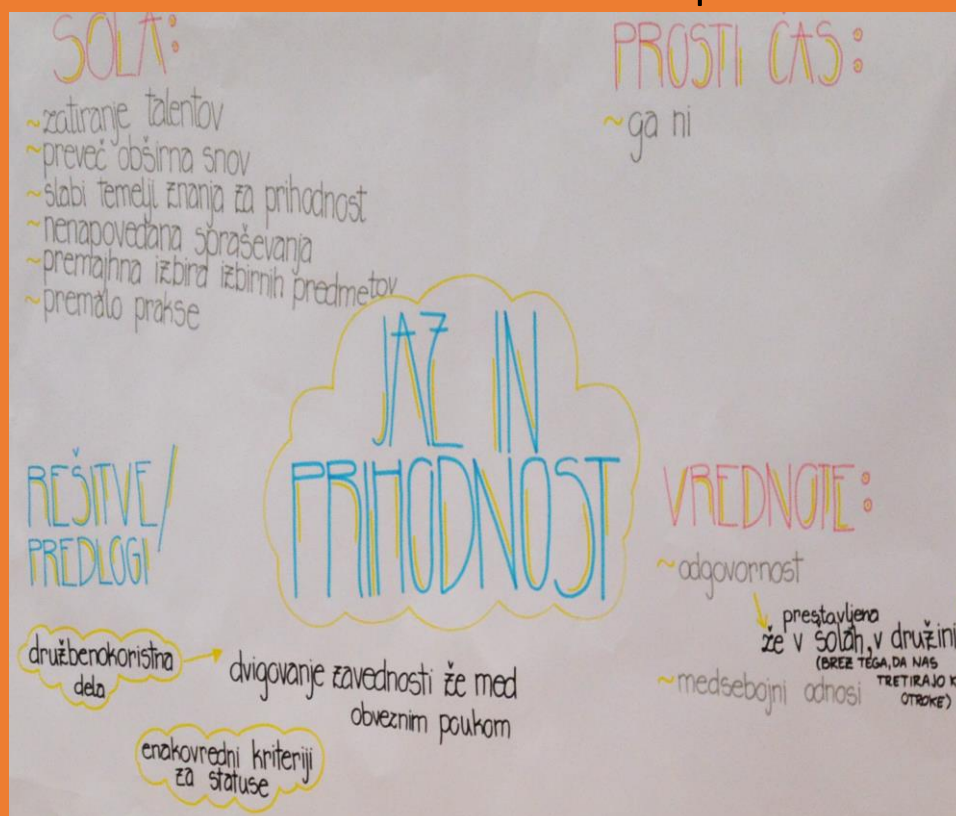 ŠOLA:
~zatiranje talentov
~preveč obširna snov
~slabi temelji znanja za prihodnost
~nenapovedana spraševanja
~premajhna izbira izbirnih predmetov
~premalo prakse
PROSTI ČAS:
~ga ni
JAZ IN
PRIHODNOST
REŠITVE/
PREDLOGI
družbenokoristna
dela
dvigovanje zavednosti že med
obveznim poukom
enakovredni kriteriji
za statuse
VREDNOTE:
~odgovornost
prestavljena
že v šolah, v družini
(BREZ TEGA, DA NAS
TRETIRAJO K
OTROKE)
~medsebojni odnosi